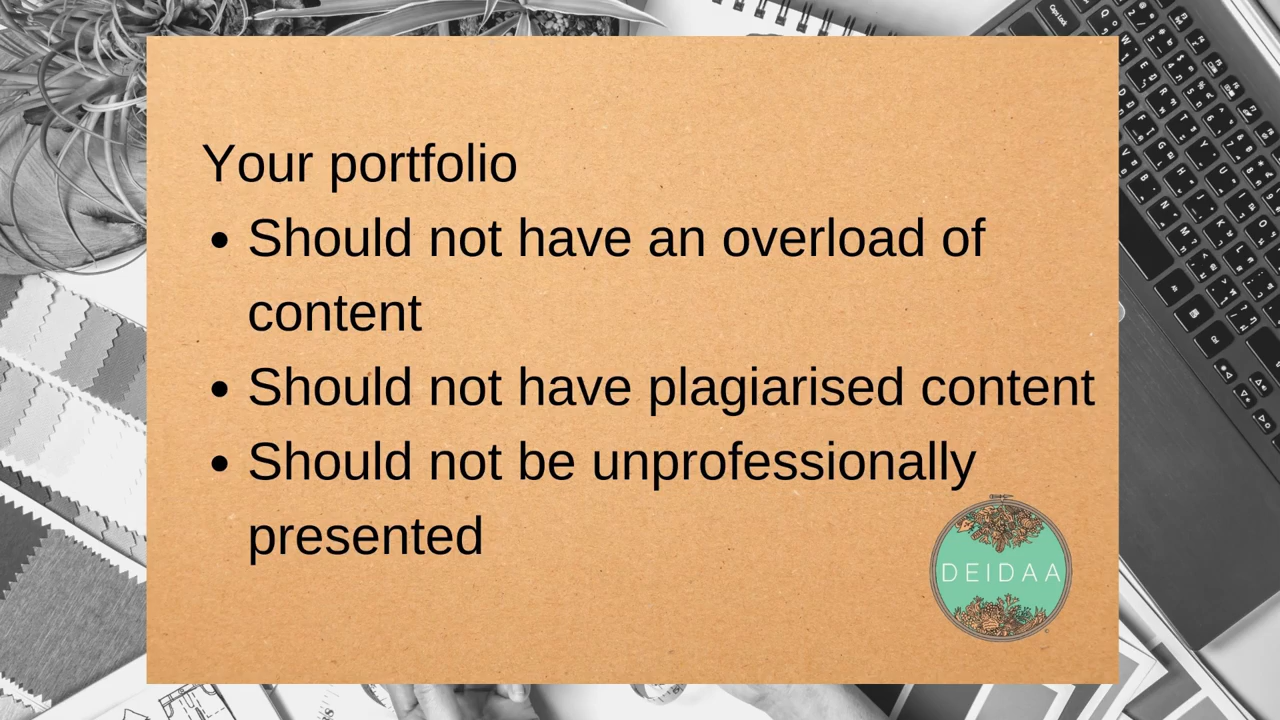 Your portfolio
• Should not have an overload of
content
• Should not have plagiarised content
• Should not be unprofessionally
presented
DEIDAA